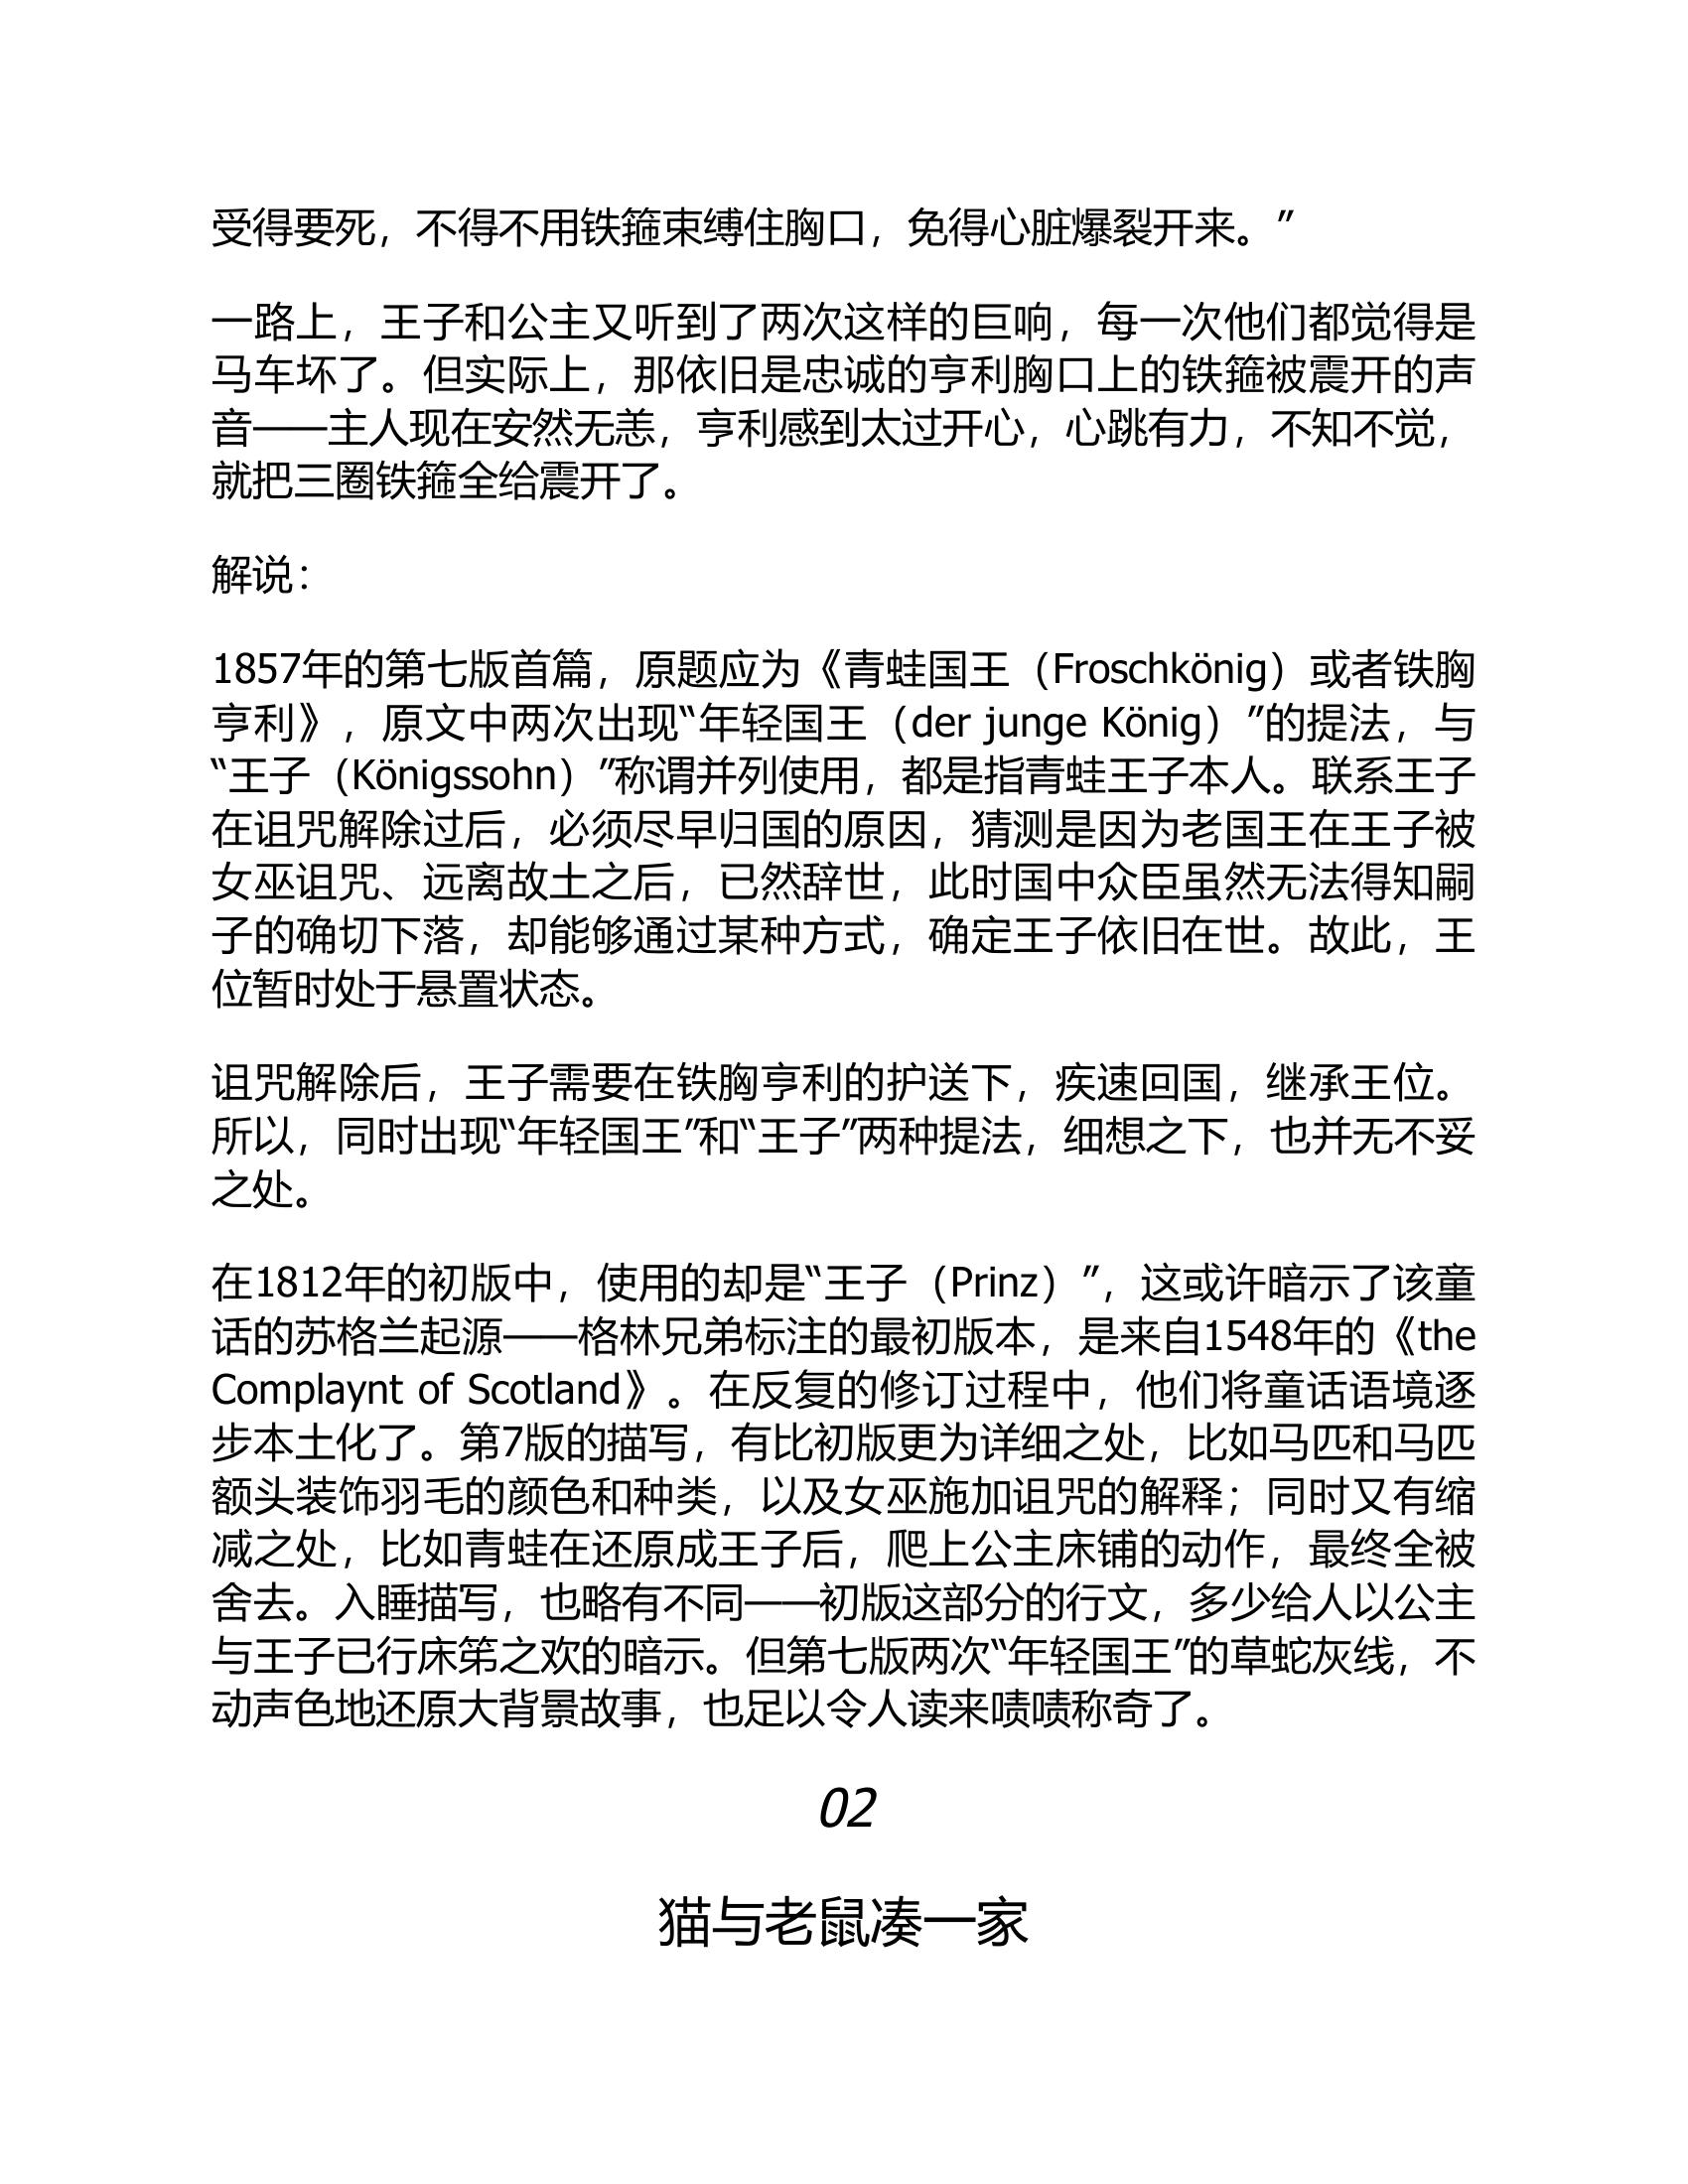 受得要死，不得不用铁箍束缚住胸口，免得心脏爆裂开来。”
一路上，王子和公主又听到了两次这样的巨响，每一次他们都觉得是
马车坏了。但实际上，那依旧是忠诚的亨利胸口上的铁箍被震开的声
音——主人现在安然无恙，亨利感到太过开心，心跳有力，不知不觉，
就把三圈铁箍全给震开了。
解说：
1857年的第七版首篇，原题应为《青蛙国王（Froschkönig）或者铁胸
亨利》，原文中两次出现“年轻国王（der junge König）”的提法，与
“王子（Königssohn）”称谓并列使用，都是指青蛙王子本人。联系王子
在诅咒解除过后，必须尽早归国的原因，猜测是因为老国王在王子被
女巫诅咒、远离故土之后，已然辞世，此时国中众臣虽然无法得知嗣
子的确切下落，却能够通过某种方式，确定王子依旧在世。故此，王
位暂时处于悬置状态。
诅咒解除后，王子需要在铁胸亨利的护送下，疾速回国，继承王位。
所以，同时出现“年轻国王”和“王子”两种提法，细想之下，也并无不妥
之处。
在1812年的初版中，使用的却是“王子（Prinz）”，这或许暗示了该童
话的苏格兰起源——格林兄弟标注的最初版本，是来自1548年的《the
Complaynt of Scotland》。在反复的修订过程中，他们将童话语境逐
步本土化了。第7版的描写，有比初版更为详细之处，比如马匹和马匹
额头装饰羽毛的颜色和种类，以及女巫施加诅咒的解释；同时又有缩
减之处，比如青蛙在还原成王子后，爬上公主床铺的动作，最终全被
舍去。入睡描写，也略有不同——初版这部分的行文，多少给人以公主
与王子已行床笫之欢的暗示。但第七版两次“年轻国王”的草蛇灰线，不
动声色地还原大背景故事，也足以令人读来啧啧称奇了。
02
猫与老鼠凑一家